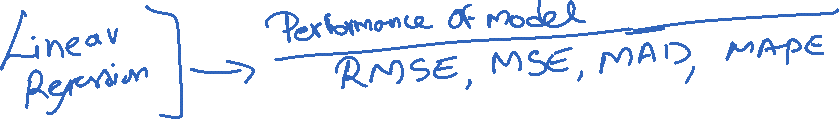 Linear
Regression
Performance of model
RMSE, MSE, MAD, MAPE